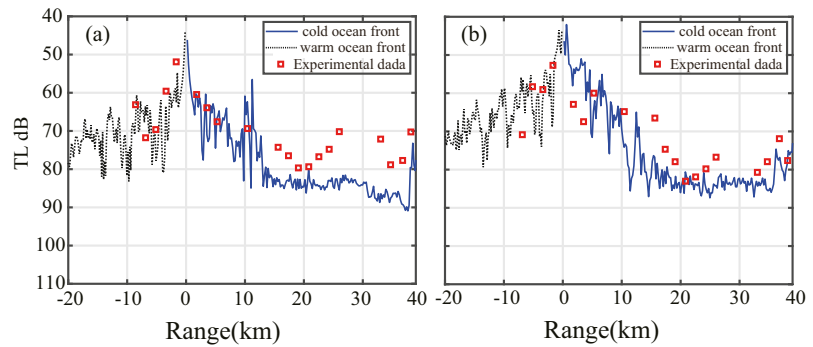 (a)
cold ocean front
warm ocean front
Experimental dada
(b)
cold ocean front
warm ocean front
Experimental dada
TL dB
40
50
60
70
80
90
100
110
-20 -10 0 10 20 30 40
-20 -10 0 10 20 30 40
Range(km)
Range(km)